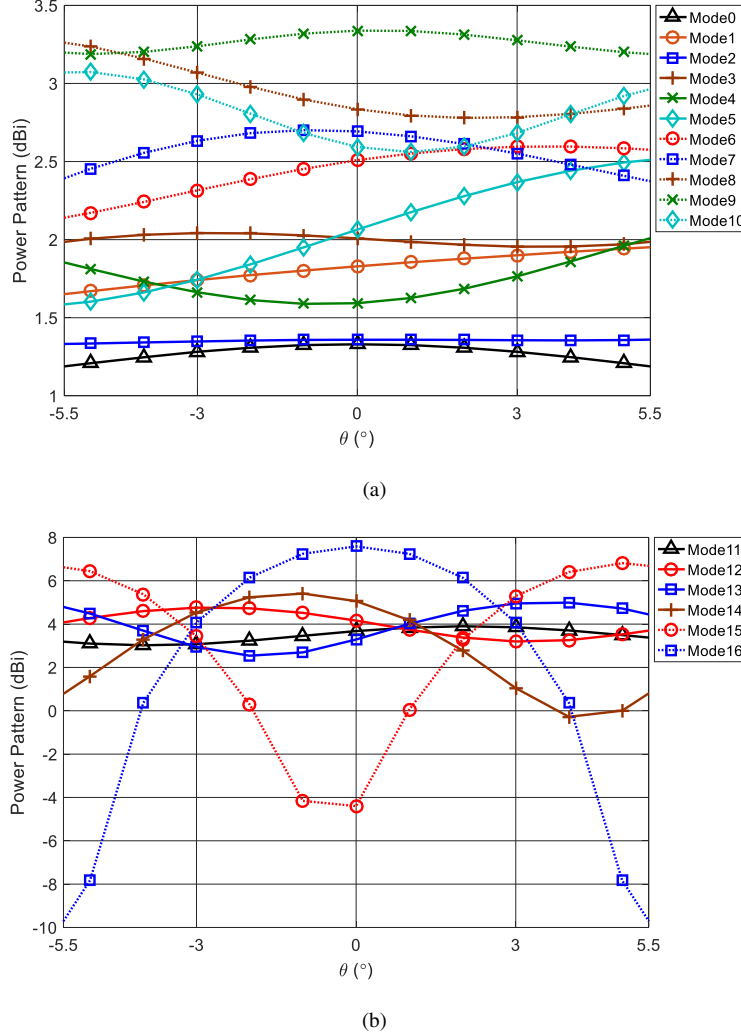 3.5
3
2.5
2
1.5
1
Power Pattern (dBi)
-5.5
-3
0
3
5.5
θ (°)
Mode0
Mode1
Mode2
Mode3
Mode4
Mode5
Mode6
Mode7
Mode8
Mode9
Mode10
(a)
8
6
4
2
0
-2
-4
-6
-8
-10
Power Pattern (dBi)
-5.5
-3
0
3
5.5
θ (°)
Mode11
Mode12
Mode13
Mode14
Mode15
Mode16
(b)